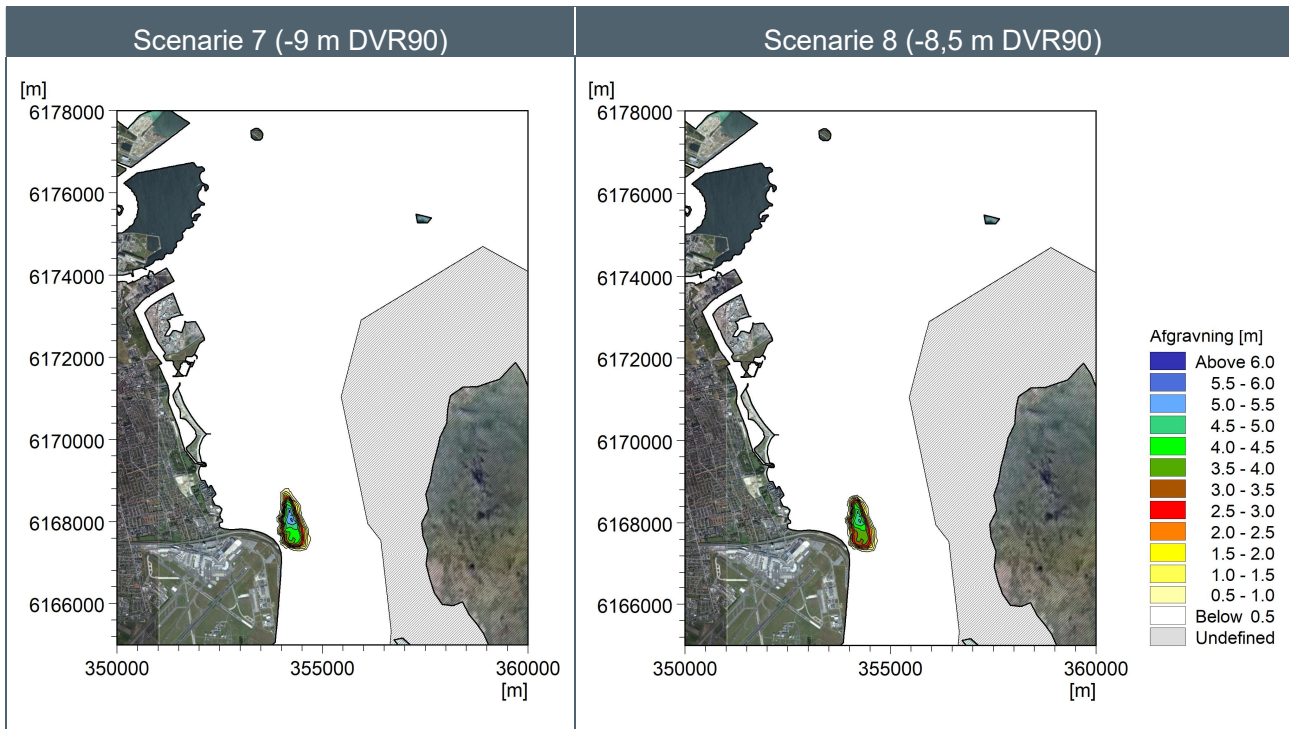 Scenarie 7 (-9 m DVR90)
Scenarie 8 (-8,5 m DVR90)
[m]
6178000
6176000
6174000
6172000
6170000
6168000
6166000
350000
355000
360000
[m]
[m]
6178000
6176000
6174000
6172000
6170000
6168000
6166000
350000
355000
360000
[m]
Afgravning [m]
Above 6.0
5.5 - 6.0
5.0 - 5.5
4.5 - 5.0
4.0 - 4.5
3.5 - 4.0
3.0 - 3.5
2.5 - 3.0
2.0 - 2.5
1.5 - 2.0
1.0 - 1.5
0.5 - 1.0
Below 0.5
Undefined